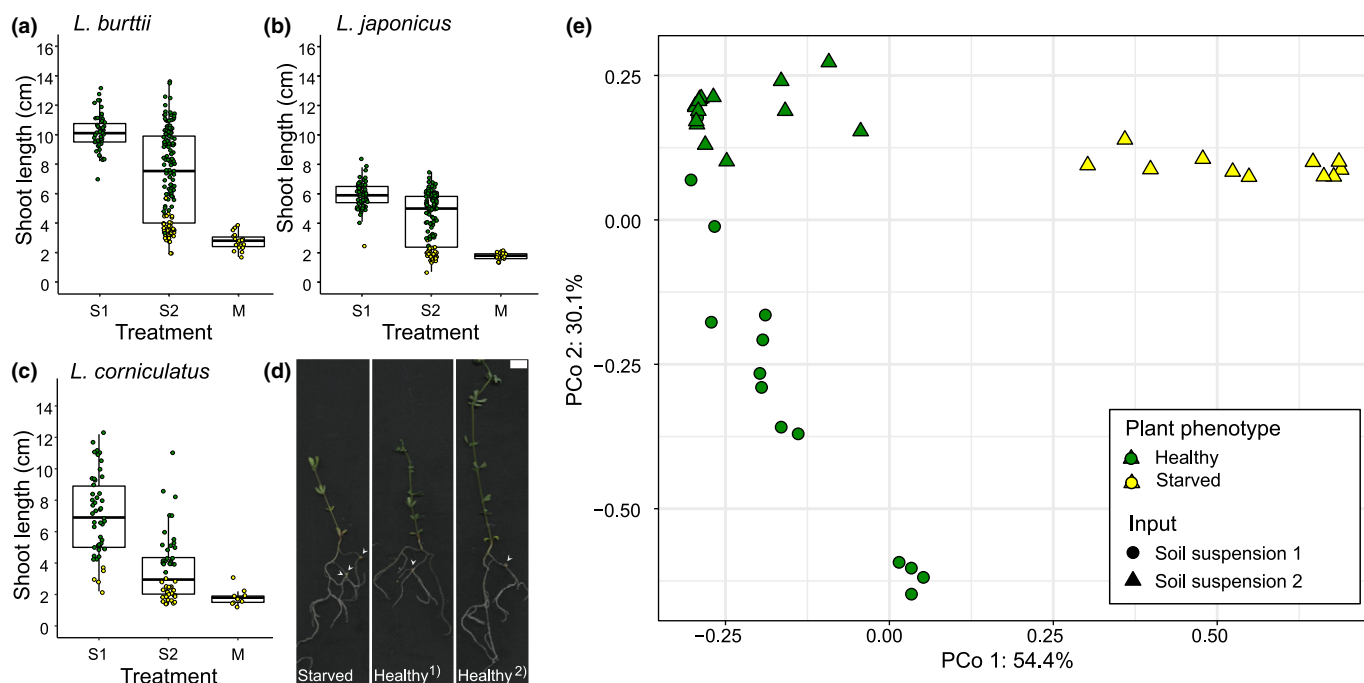 (a) L. burttii
Shoot length (cm)
16
14
12
10
8
6
4
2
0
S1 S2 M
Treatment
(b) L. japonicus
Shoot length (cm)
16
14
12
10
8
6
4
2
0
S1 S2 M
Treatment
(c) L. corniculatus
Shoot length (cm)
14
12
10
8
6
4
2
0
S1 S2 M
Treatment
(d)
Starved Healthy1) Healthy2)
(e)
PCo 2: 30.1%
0.25
0.00
−0.25
−0.50
−0.25 0.00 0.25 0.50
PCo 1: 54.4%
Plant phenotype
Healthy
Starved
Input
Soil suspension 1
Soil suspension 2